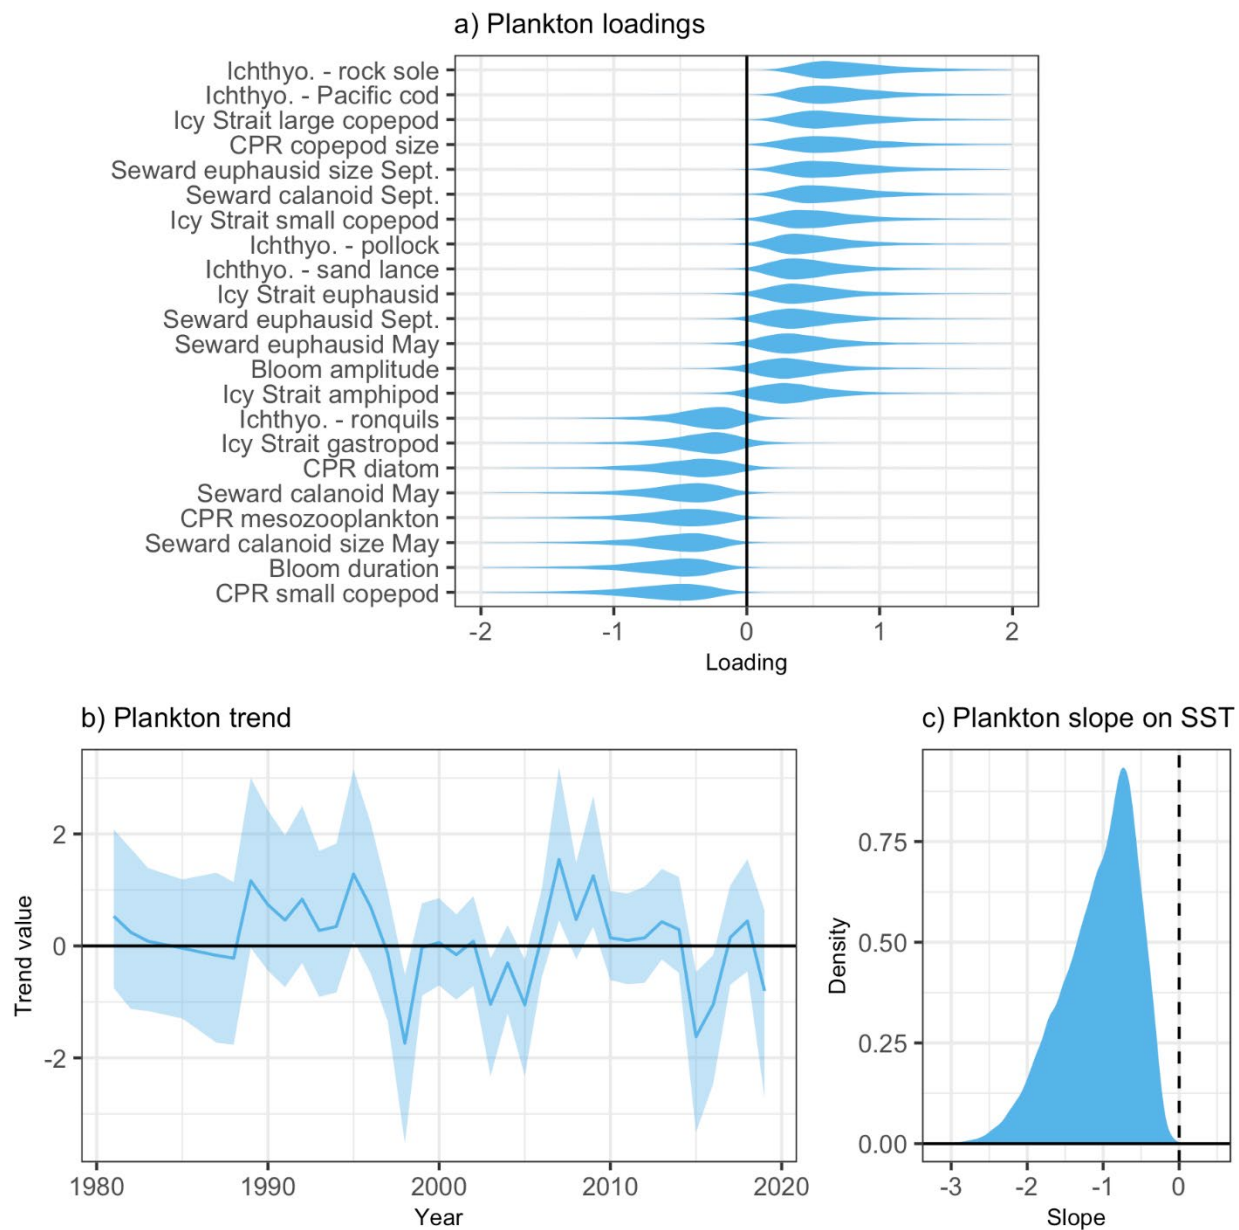 a) Plankton loadings
Ichthyo. - rock sole
Ichthyo. - Pacific cod
Icy Strait large copepod
CPR copepod size
Seward euphausid size Sept.
Seward calanoid Sept.
Icy Strait small copepod
Ichthyo. - pollock
Ichthyo. - sand lance
Icy Strait euphausid
Seward euphausid Sept.
Seward euphausid May
Bloom amplitude
Icy Strait amphipod
Ichthyo. - ronquils
Icy Strait gastropod
CPR diatom
Seward calanoid May
CPR mesozooplankton
Seward calanoid size May
Bloom duration
CPR small copepod
-2 -1 0 1 2
Loading
b) Plankton trend
Trend value
2
0
-2
1980 1990 2000 2010 2020
Year
c) Plankton slope on SST
Density
0.75
0.50
0.25
0.00
-3 -2 -1 0
Slope